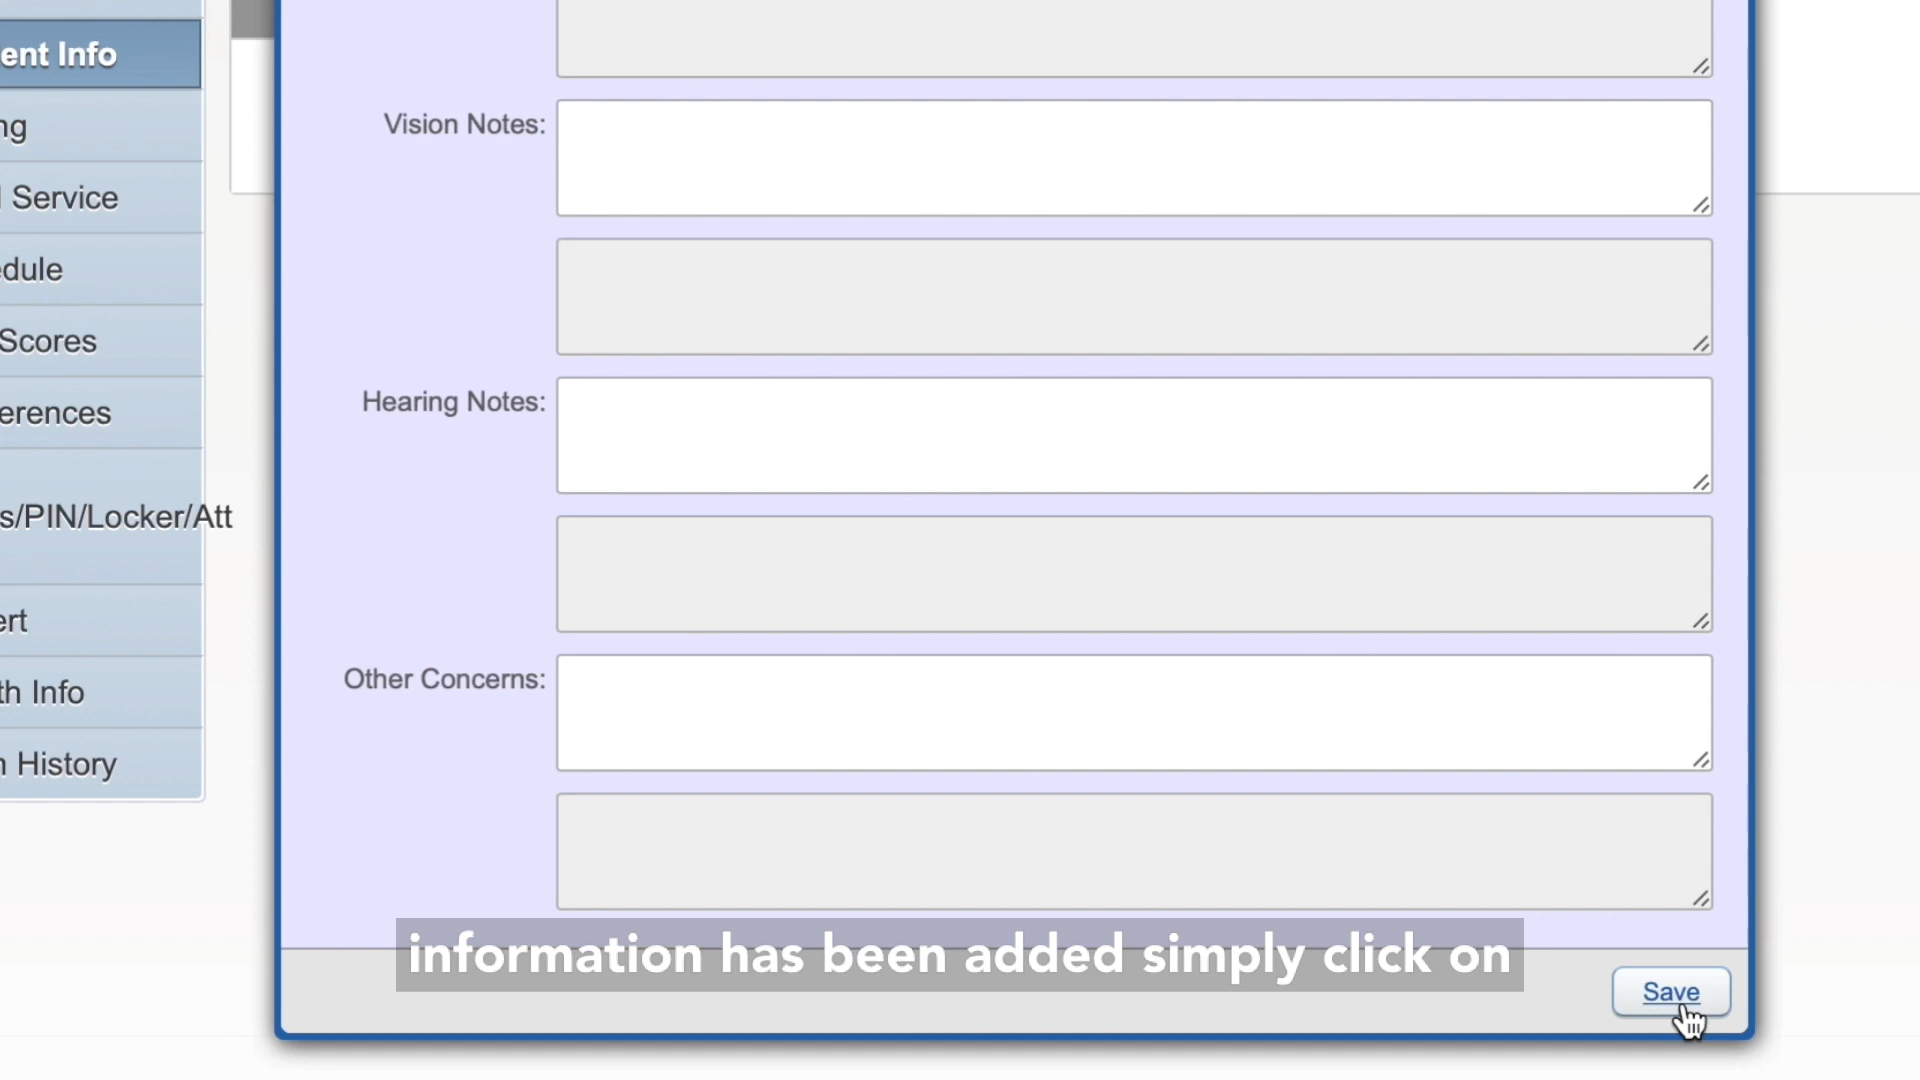 ent Info
ng
l Service
edule
Scores
erences
s/PIN/Locker/Att
ert
th Info
n History
Vision Notes:
Hearing Notes:
Other Concerns:
information has been added simply click on
Save